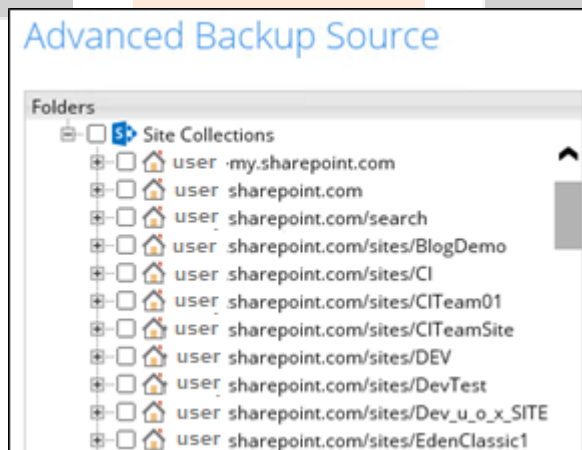 Advanced Backup Source
Folders
Site Collections
user -my.sharepoint.com
user sharepoint.com
user sharepoint.com/search
user sharepoint.com/sites/BlogDemo
user sharepoint.com/sites/CI
user sharepoint.com/sites/CITeam01
user sharepoint.com/sites/CITeamSite
user sharepoint.com/sites/DEV
user sharepoint.com/sites/DevTest
user sharepoint.com/sites/Dev_u_o_x_SITE
user sharepoint.com/sites/EdenClassic1